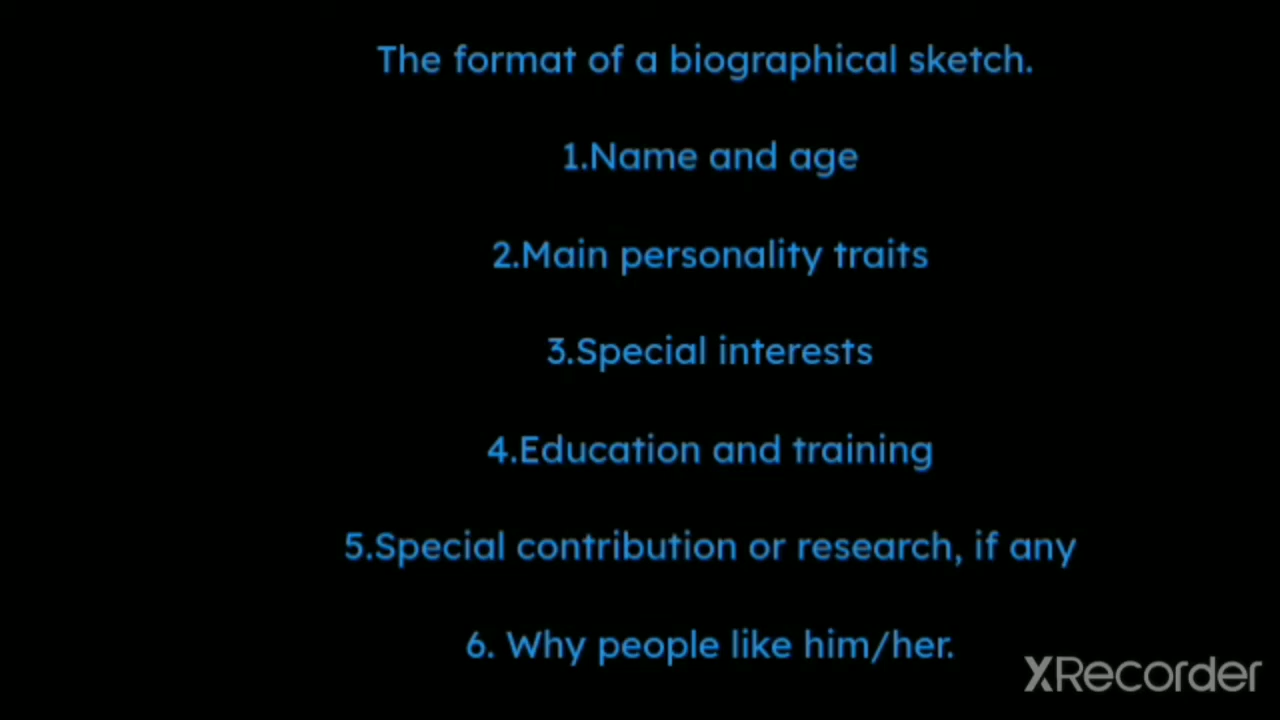 The format of a biographical sketch.
1.Name and age
2.Main personality traits
3.Special interests
4.Education and training
5.Special contribution or research, if any
6. Why people like him/her.
XRecorder